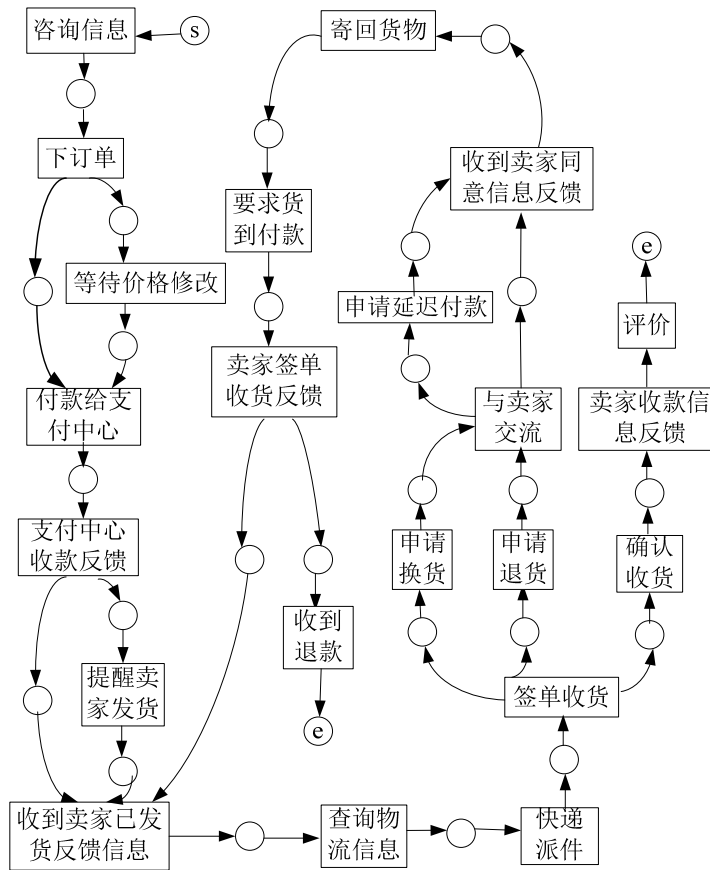 咨询信息
s
寄回货物
下订单
收到卖家同
意信息反馈
要求货
到付款
e
等待价格修改
申请延迟付款
评价
卖家签单
收货反馈
付款给支
付中心
与卖家
交流
卖家收款信
息反馈
支付中心
收款反馈
申请
换货
申请
退货
确认
收货
收到
退款
提醒卖
家发货
签单收货
e
收到卖家已发
货反馈信息
查询物
流信息
快递
派件